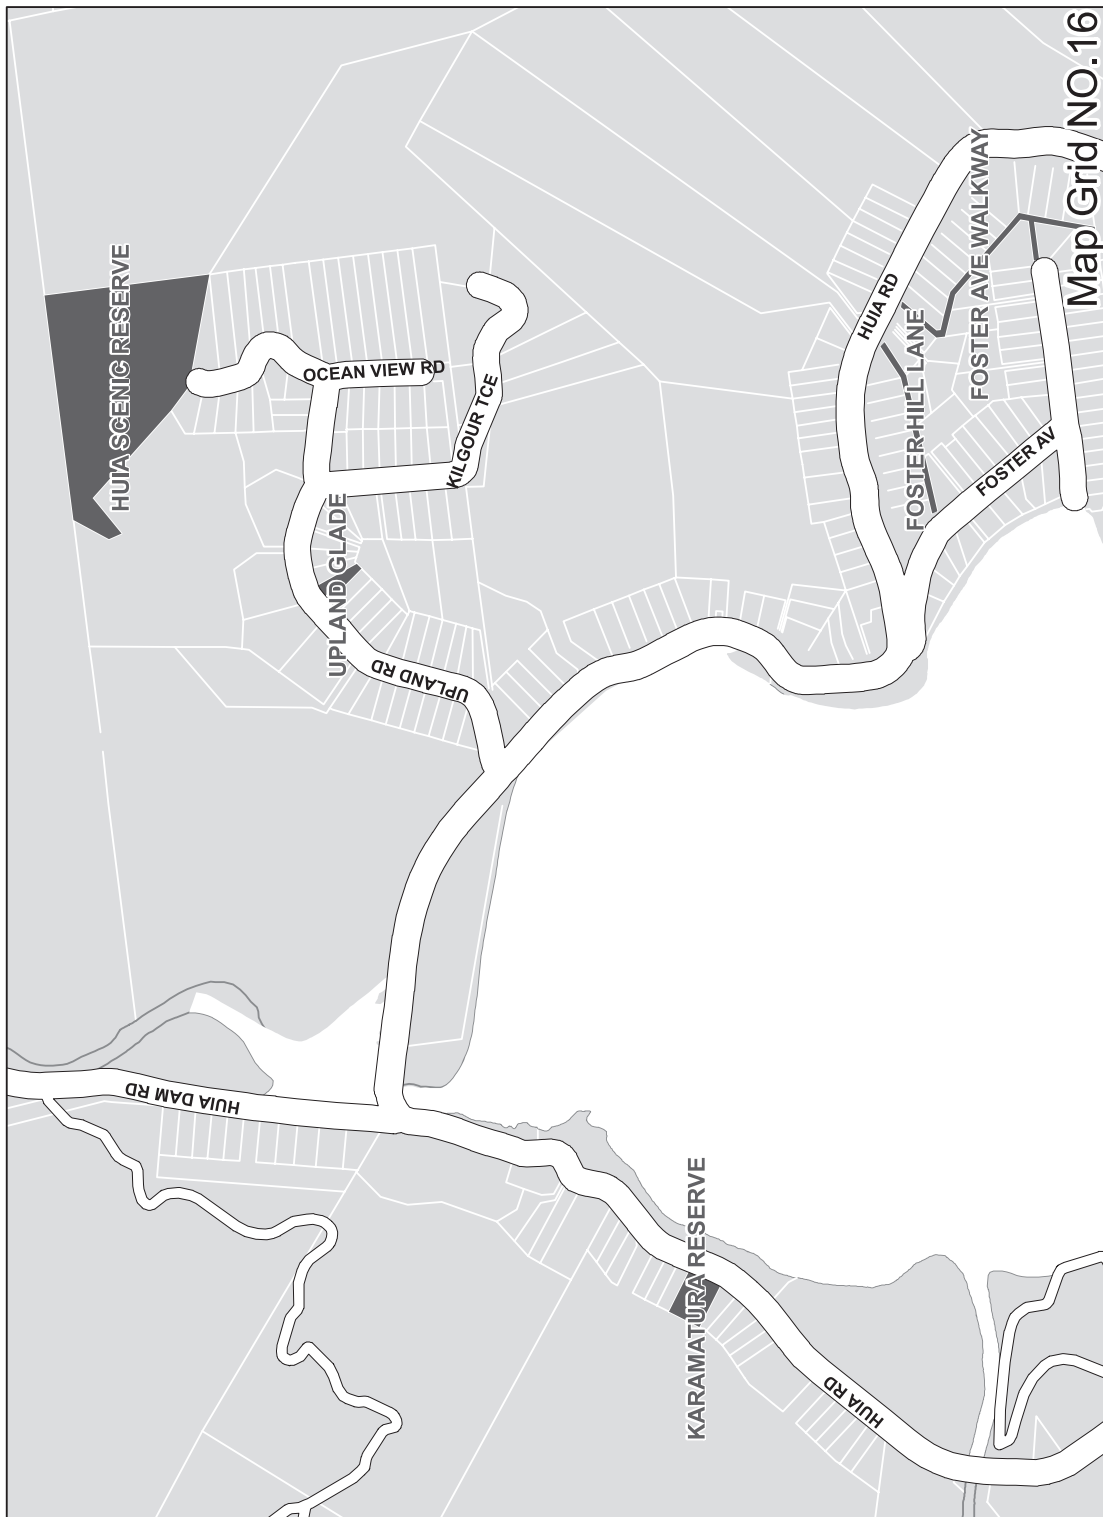 Map Grid NO.16
HUIA SCENIC RESERVE
OCEAN VIEW RD
KILGOUR TCE
UPLAND GLADE
UPLAND RD
HUIA RD
FOSTER AVE WALKWAY
FOSTER HILL LANE
FOSTER AV
HUIA DAM RD
KARAMATURA RESERVE
HUIA RD